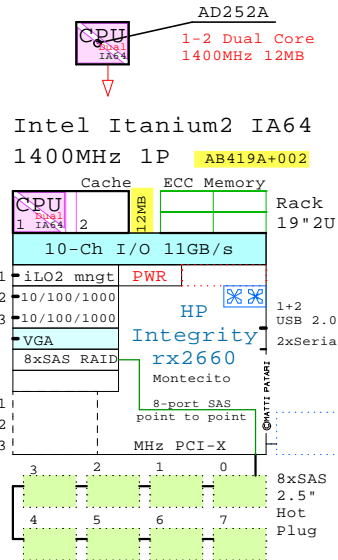 AD252A
CPU
Dual
IA64
1-2 Dual Core
1400MHz 12MB
Intel Itanium2 IA64
1400MHz 1P AB419A+002
Cache ECC Memory
CPU
Dual
1 IA64 2
12MB
Rack
19"2U
10-Ch I/O 11GB/s
1 iLO2 mngt PWR
2 10/100/1000
3 10/100/1000
VGA
8xSAS RAID
HP
Integrity
rx2660
Montecito
1+2
USB 2.0
2xSeria
©MATTI PATARI
8-port SAS
point to point
1
2
3
MHz PCI-X
3 2 1 0
4 5 6 7
8xSAS
2.5"
Hot
Plug